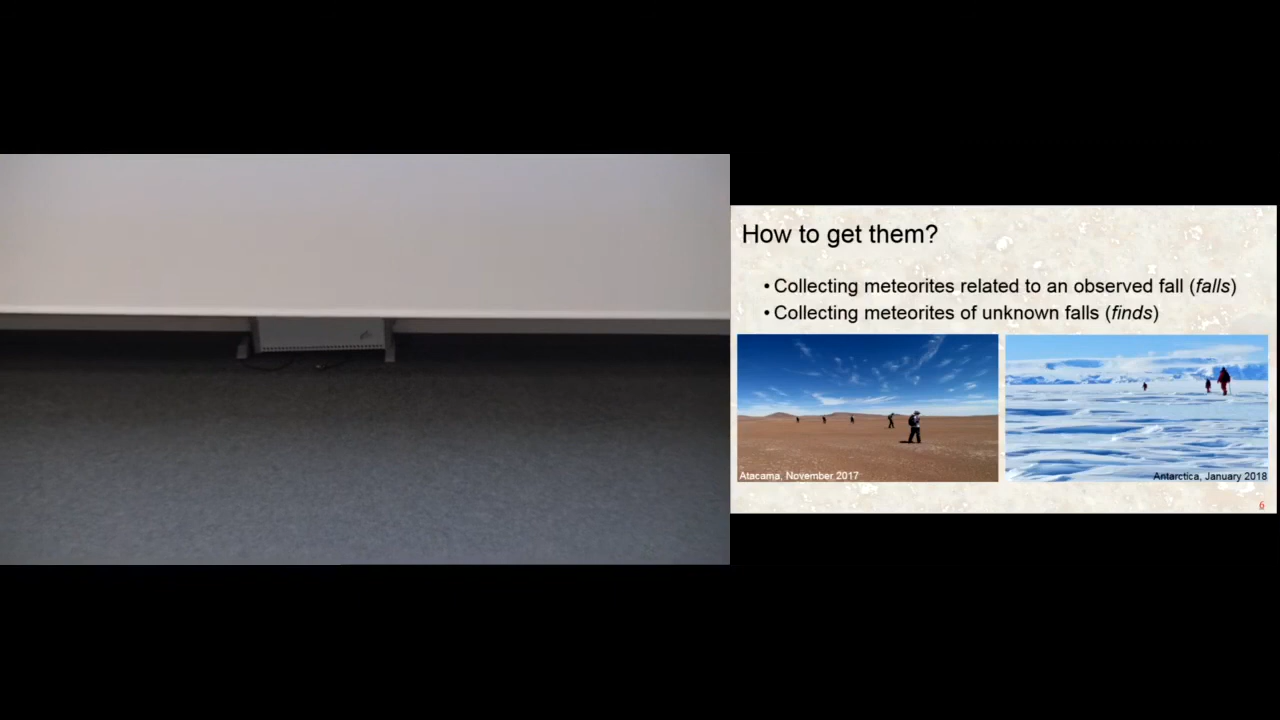 How to get them?
• Collecting meteorites related to an observed fall (falls)
• Collecting meteorites of unknown falls (finds)
Atacama, November 2017
Antarctica, January 2018
6